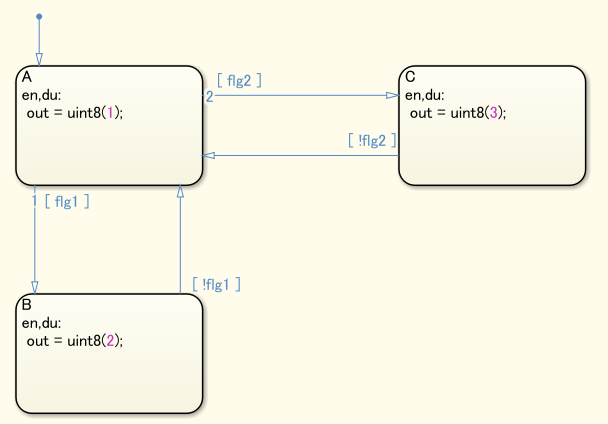 A
en,du:
out = uint8(1);
[ flg2 ]
2
C
en,du:
out = uint8(3);
[ !flg2 ]
1 [ flg1 ]
[ !flg1 ]
B
en,du:
out = uint8(2);